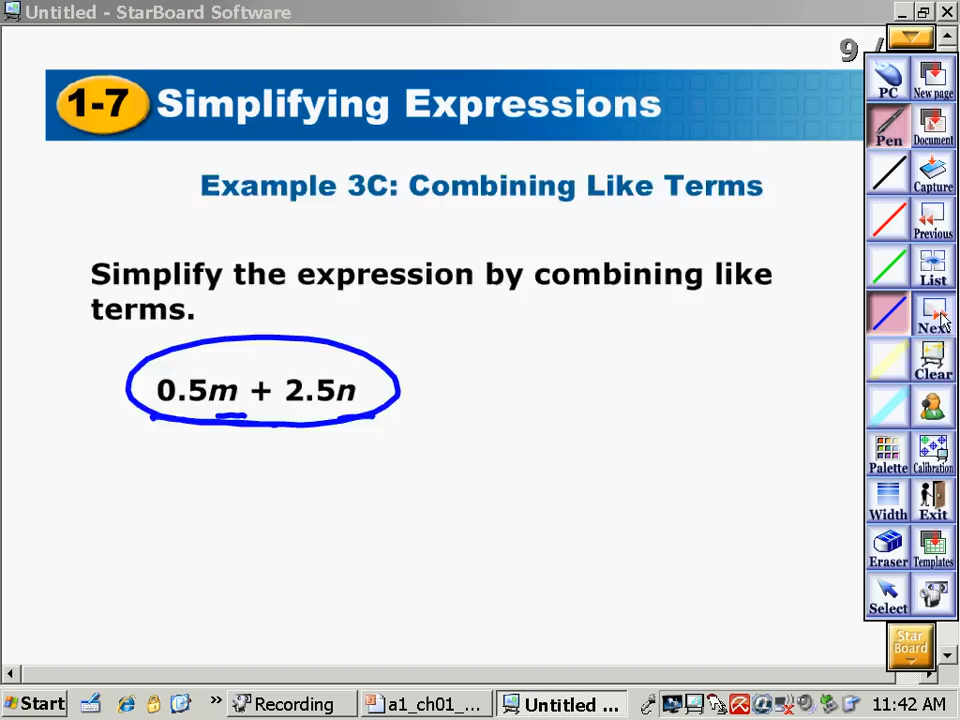 Untitled - StarBoard Software
9 /
1-7 Simplifying Expressions
Example 3C: Combining Like Terms
Simplify the expression by combining like
terms.
0.5m + 2.5n
PC
New page
Pen
Document
Capture
Previous
List
Next
Clear
Palette
Calibration
Width
Exit
Eraser
Templates
Select
Star
Board
Start
»
Recording
a1_ch01_...
Untitled ...
11:42 AM